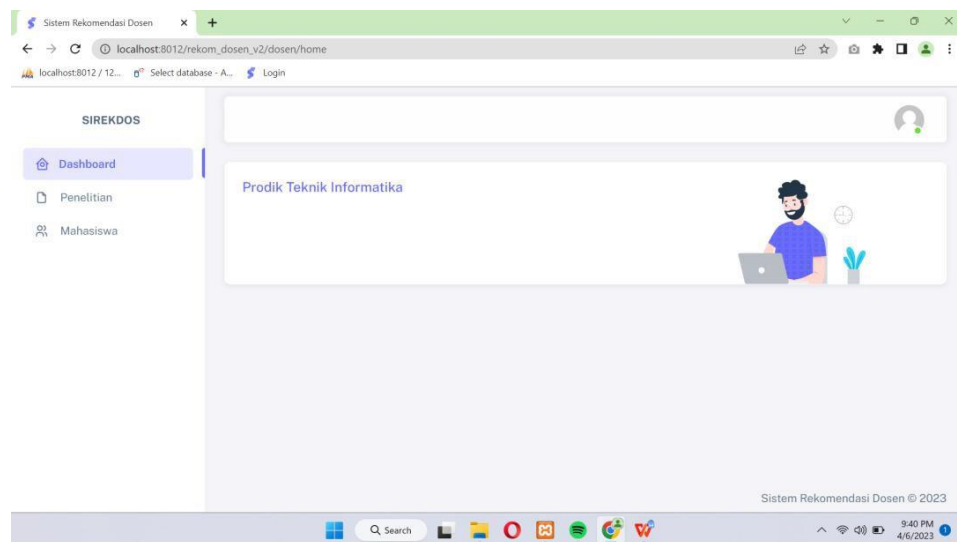 Sistem Rekomendasi Dosen
localhost:8012/rekom_dosen_v2/dosen/home
localhost:8012 / 12... Select database - A... Login
SIREKDOS
Dashboard
Penelitian
Mahasiswa
Prodik Teknik Informatika
Sistem Rekomendasi Dosen © 2023
Search
9:40 PM
4/6/2023
1